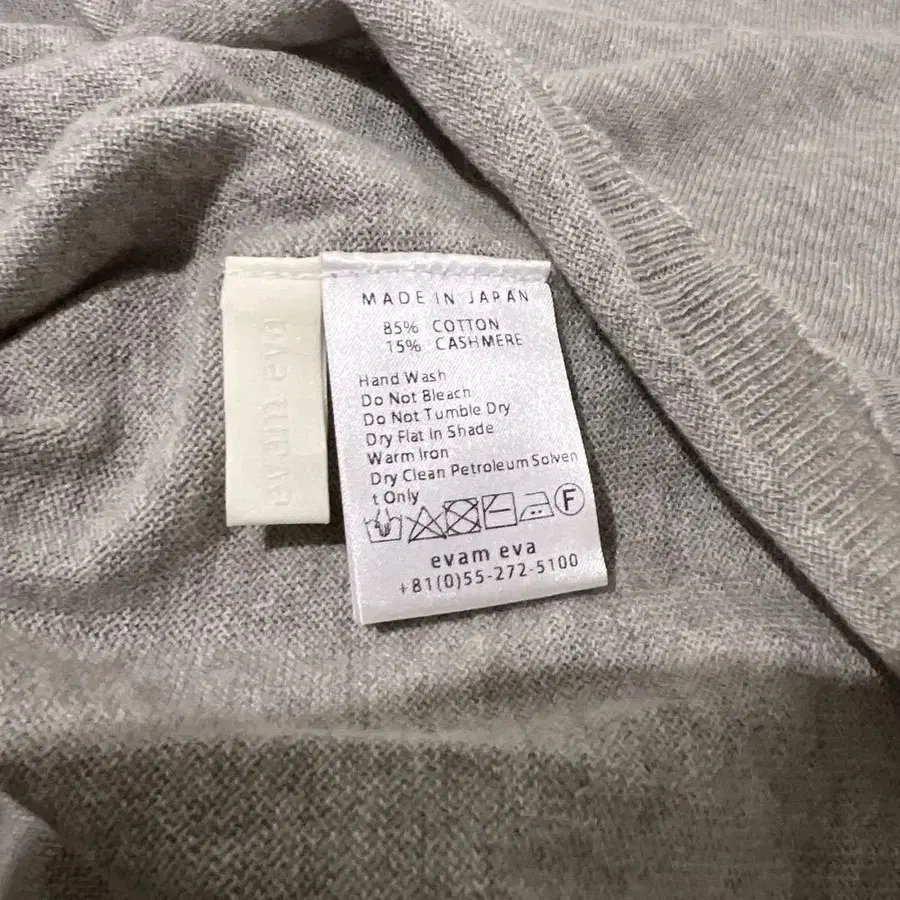 evam eva
MADE IN JAPAN
85% COTTON
15% CASHMERE
Hand Wash
Do Not Bleach
Do Not Tumble Dry
Dry Flat In Shade
Warm Iron
Dry Clean Petroleum Solven
t Only
F
evam eva
+81(0)55-272-5100